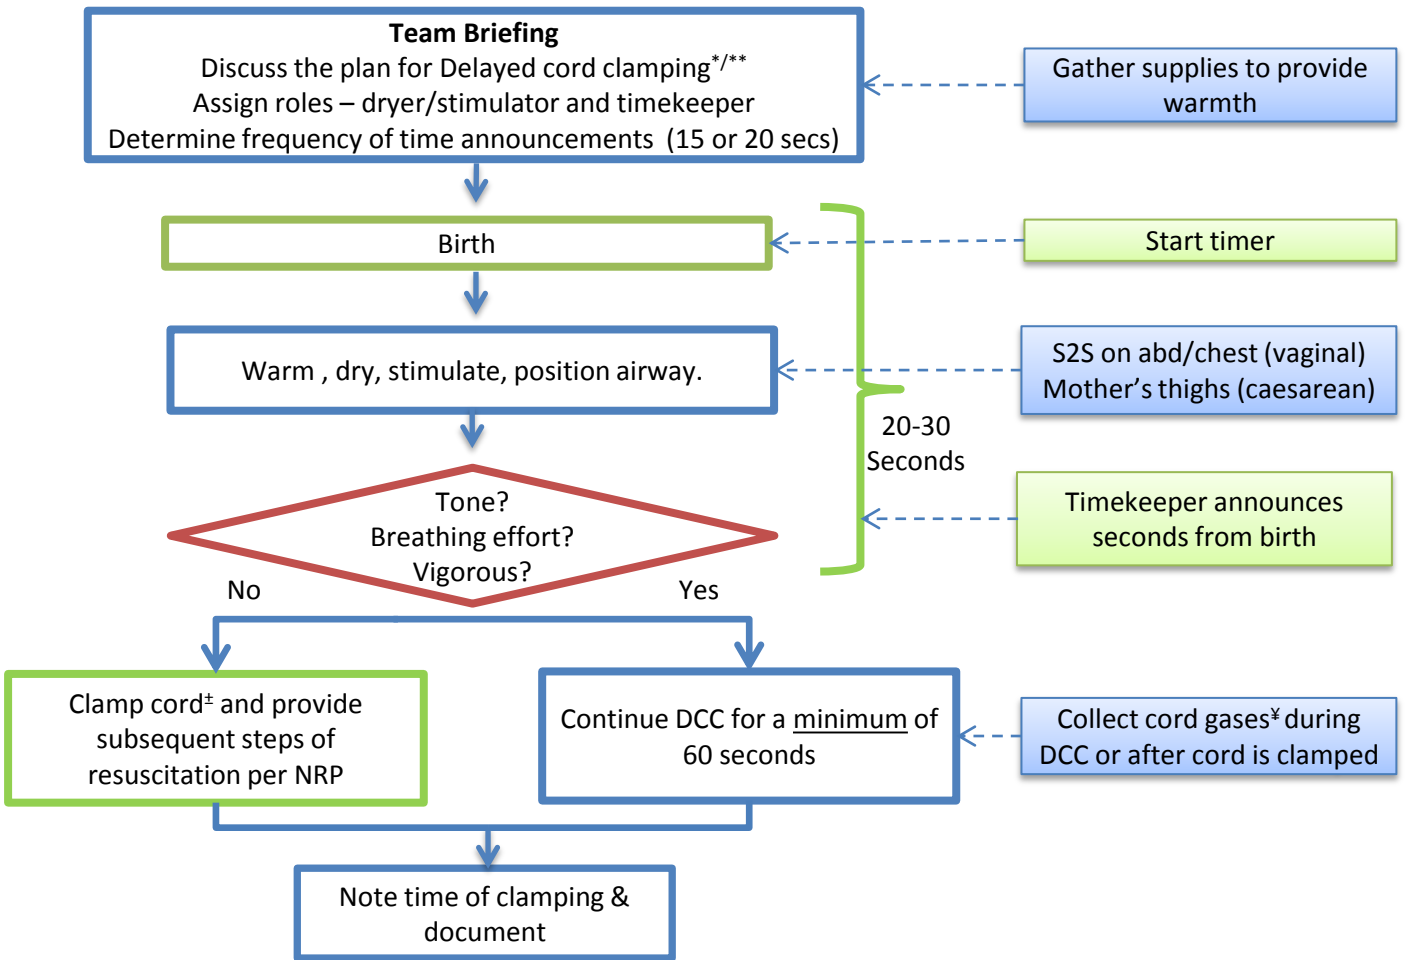 Team Briefing
Discuss the plan for Delayed cord clamping*/**
Assign roles – dryer/stimulator and timekeeper
Determine frequency of time announcements (15 or 20 secs)
Gather supplies to provide
warmth
Birth
Start timer
Warm , dry, stimulate, position airway.
S2S on abd/chest (vaginal)
Mother's thighs (caesarean)
20-30
Seconds
Tone?
Breathing effort?
Vigorous?
Timekeeper announces
seconds from birth
No
Yes
Clamp cord± and provide
subsequent steps of
resuscitation per NRP
Continue DCC for a minimum of
60 seconds
Collect cord gases¥ during
DCC or after cord is clamped
Note time of clamping &
document